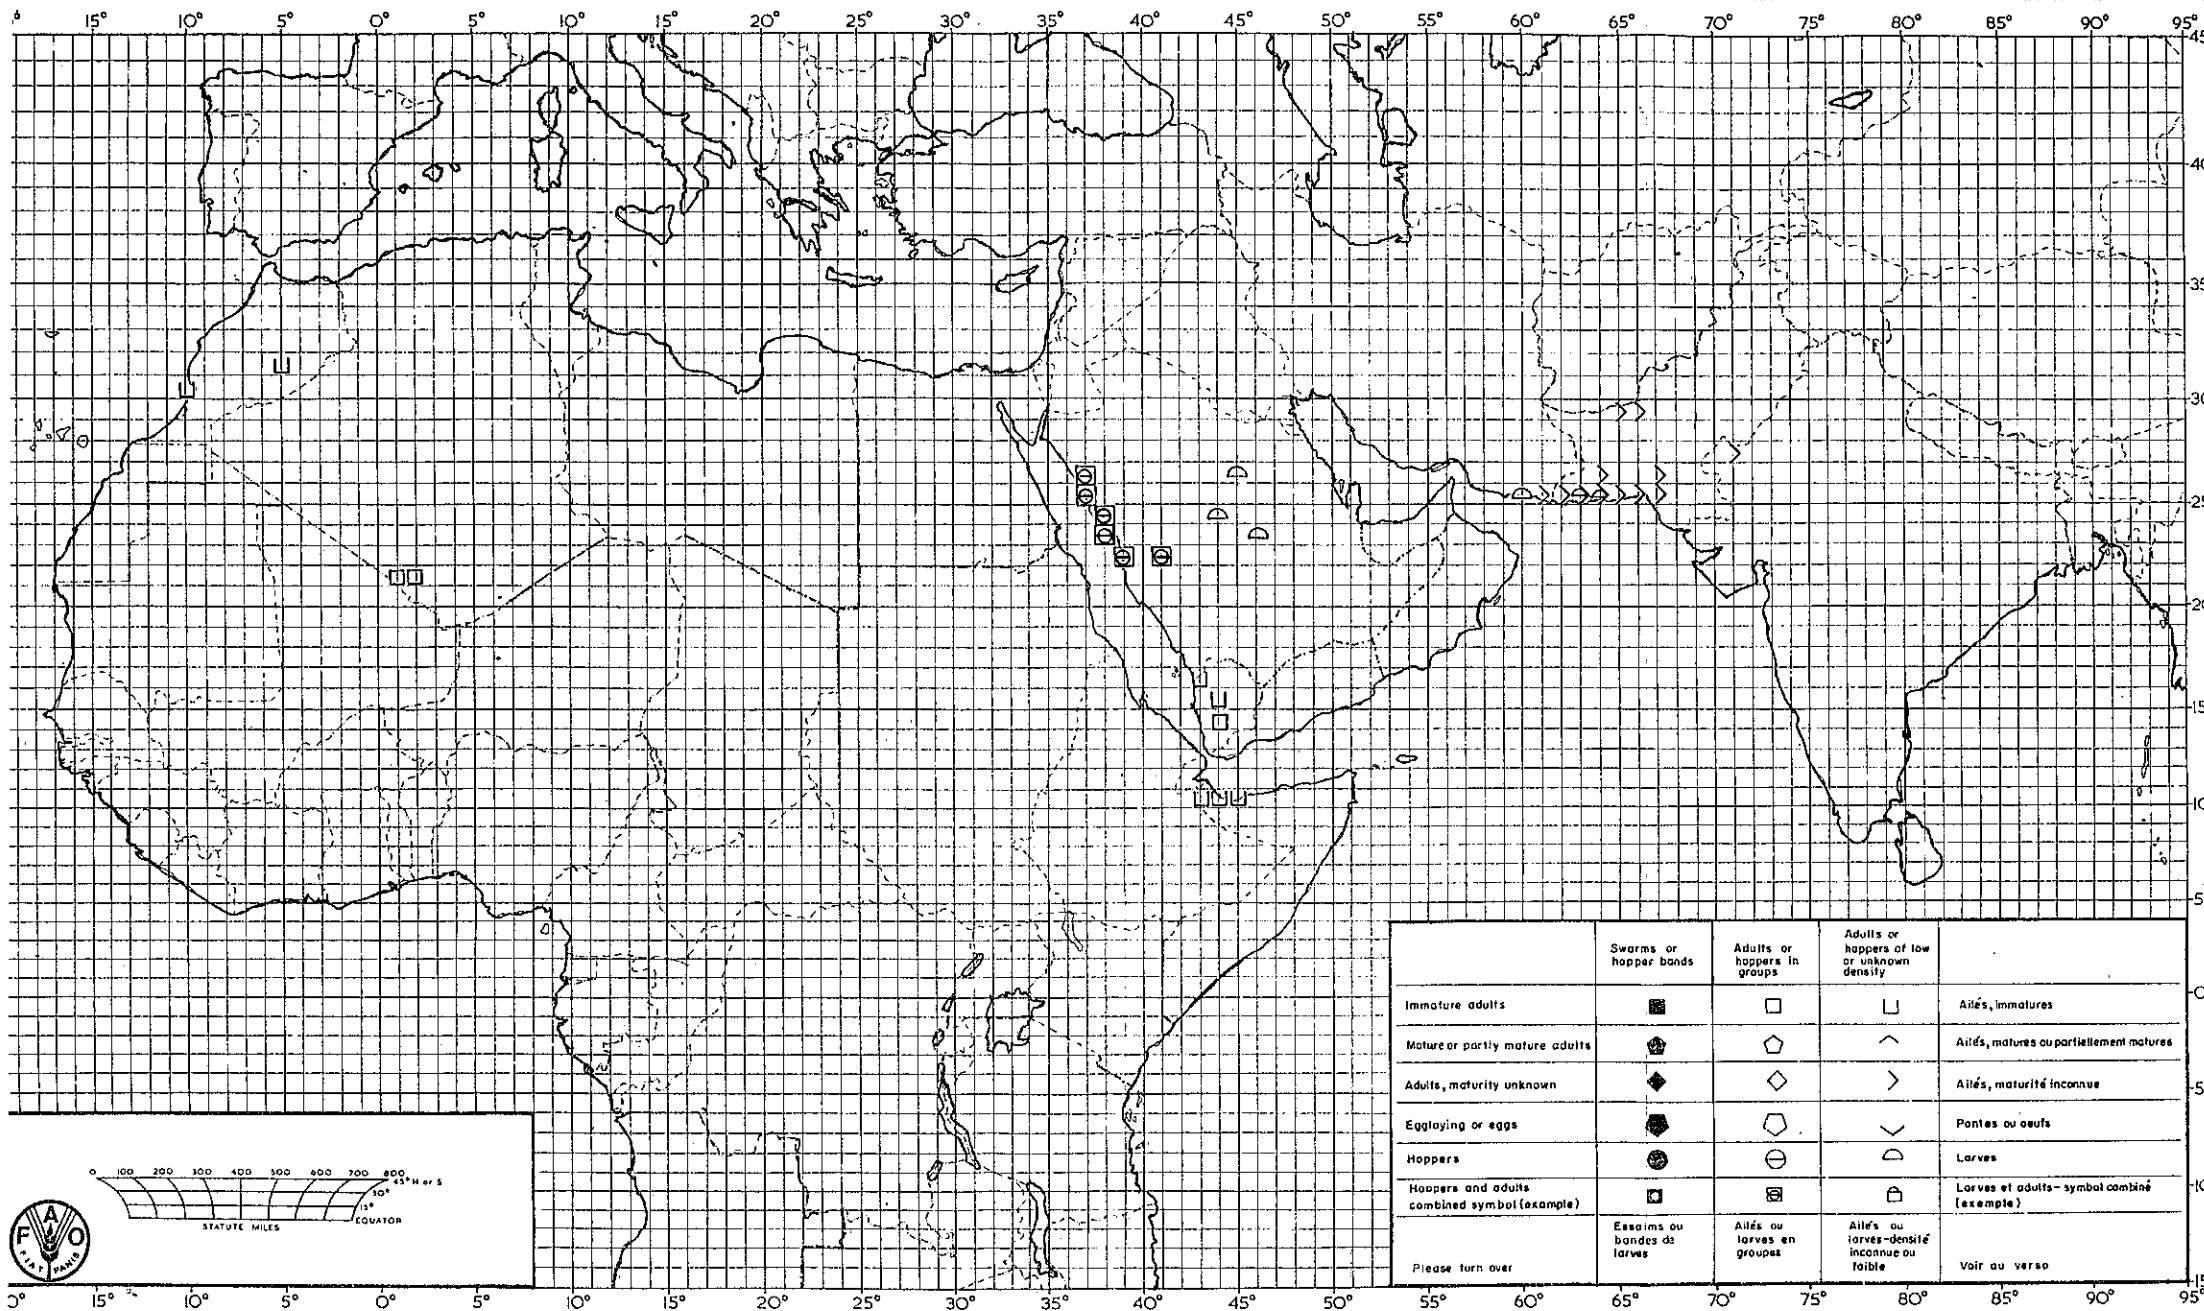 15° 10° 5° 0° 5° 10° 15° 20° 25° 30° 35° 40° 45° 50° 55° 60° 65° 70° 75° 80° 85° 90° 95°
45
40
35
30
25
20
15
10
5
0
5
10
15
Swarms or hopper bands
Adults or hoppers in groups
Adults or hoppers of low or unknown density
Immature adults
Ailés, immatures
Mature or partly mature adults
Ailés, matures ou partiellement matures
Adults, maturity unknown
Ailés, maturité inconnue
Egglaying or eggs
Pontes ou oeufs
Hoppers
Larves
Hoppers and adults combined symbol (example)
Larves et adults - symbol combiné (exemple)
Essaims ou bandes de larves
Ailés ou larves en groupes
Ailés ou larves-densité inconnue ou faible
Please turn over
Voir au verso
0 100 200 300 400 500 600 700 800
45° N or S
30°
15°
EQUATOR
STATUTE MILES
F A O
FIAT PANIS
15° 10° 5° 0° 5° 10° 15° 20° 25° 30° 35° 40° 45° 50° 55° 60° 65° 70° 75° 80° 85° 90° 95°